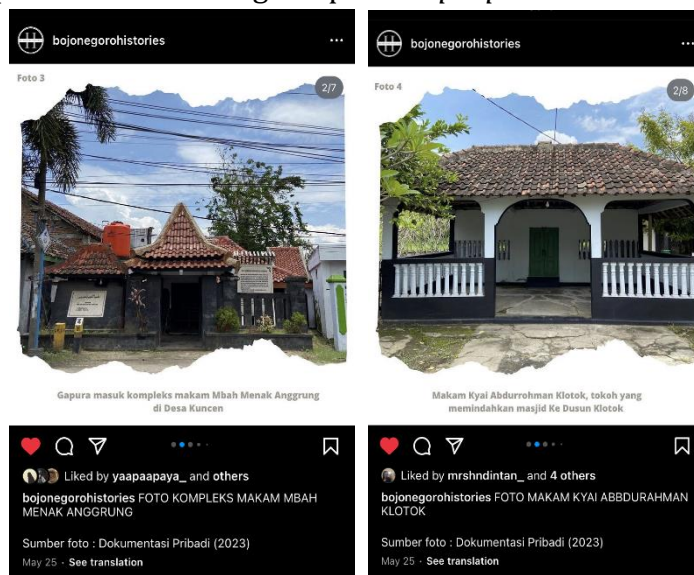 bojonegorohistories
Foto 3
2/7
Gapura masuk kompleks makam Mbah Menak Anggrung
di Desa Kuncen
Liked by yaapaapaya_ and others
bojonegorohistories FOTO KOMPLEKS MAKAM MBAH
MENAK ANGGRUNG
Sumber foto : Dokumentasi Pribadi (2023)
May 25 · See translation
bojonegorohistories
Foto 4
2/8
Makam Kyai Abdurrohman Klotok, tokoh yang
memindahkan masjid Ke Dusun Klotok
Liked by mrshndintan_ and 4 others
bojonegorohistories FOTO MAKAM KYAI ABBDURAHMAN
KLOTOK
Sumber foto : Dokumentasi Pribadi (2023)
May 25 · See translation